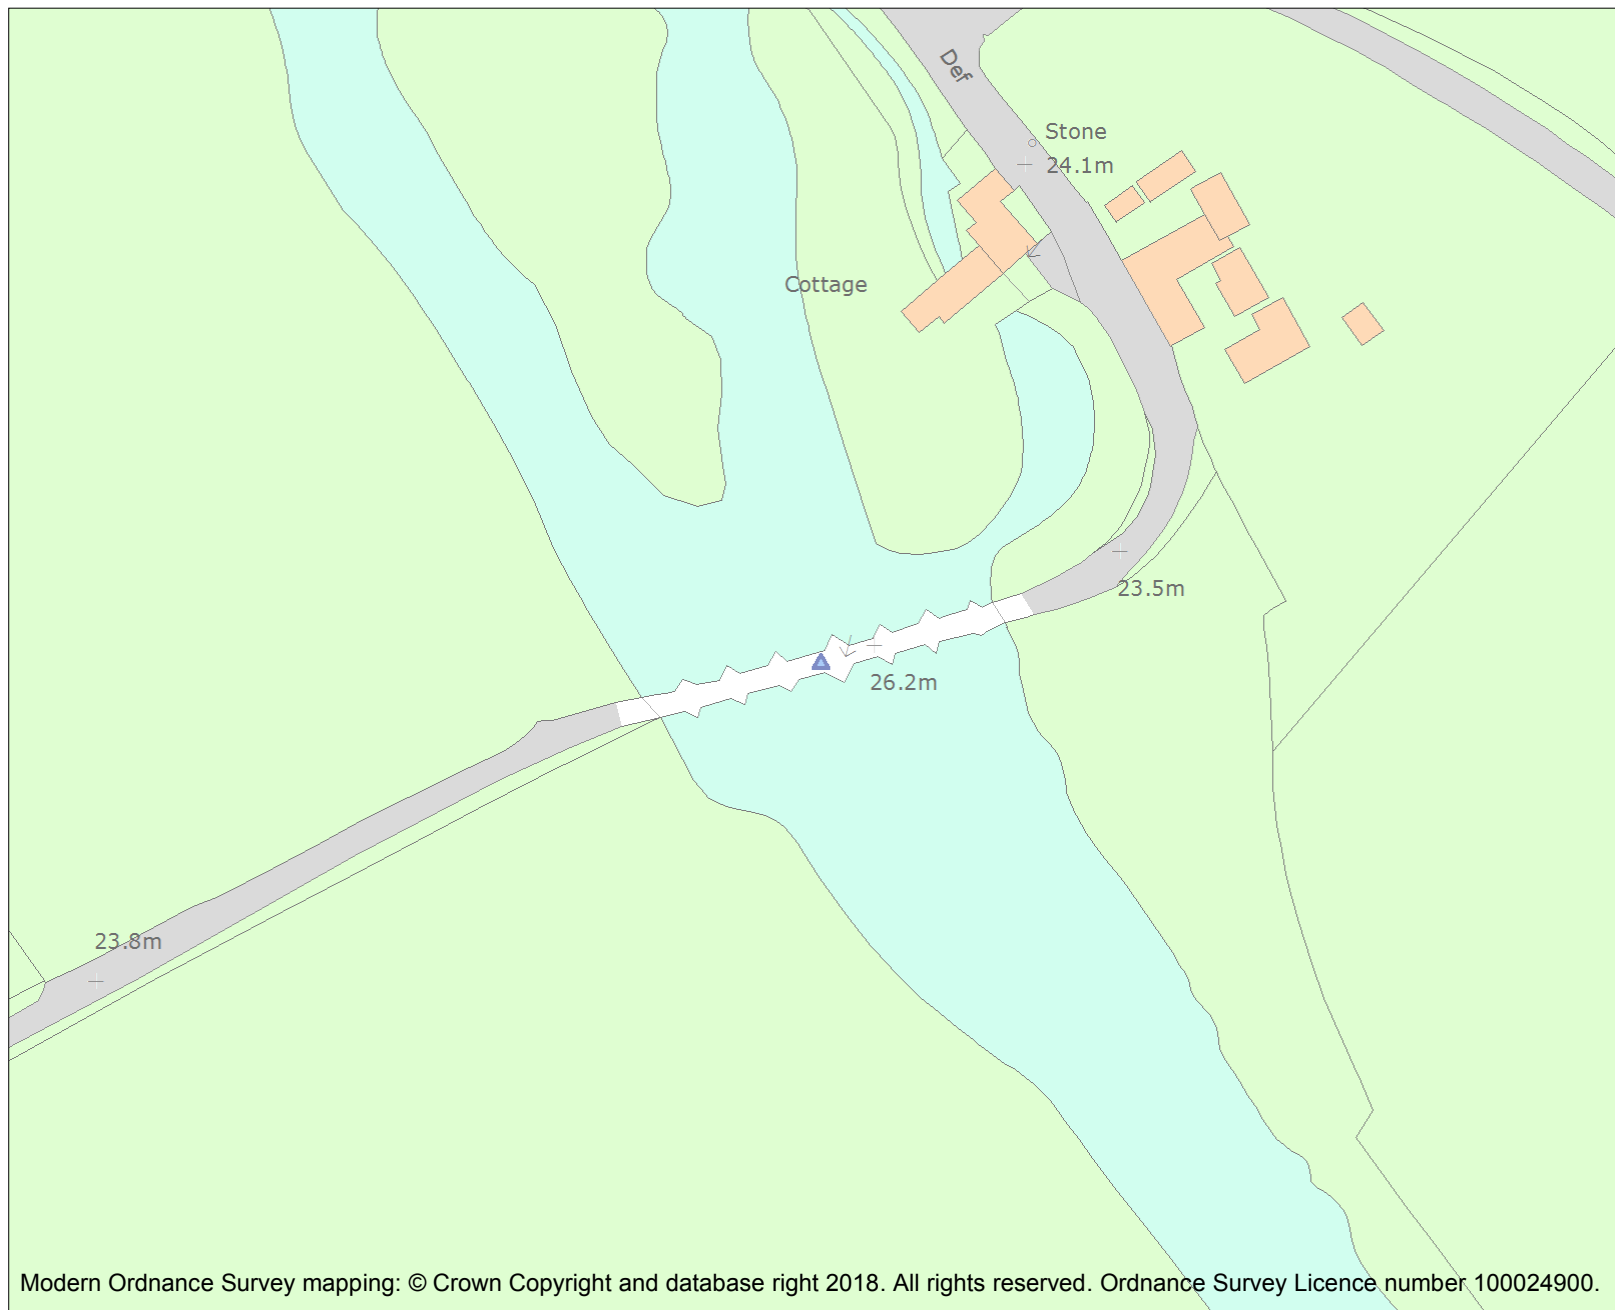 Def
Stone
24.1m
Cottage
23.5m
26.2m
23.8m
Modern Ordnance Survey mapping: © Crown Copyright and database right 2018. All rights reserved. Ordnance Survey Licence number 100024900.